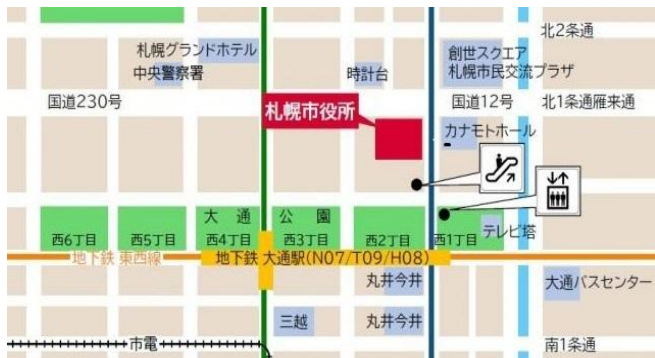 北2条通
札幌グランドホテル
中央警察署
時計台
創世スクエア
札幌市民交流プラザ
国道230号
札幌市役所
国道12号
北1条通雁来通
カナモトホール
大通公園
西6丁目
西5丁目
西4丁目
西3丁目
西2丁目
西1丁目
テレビ塔
地下鉄 東西線
地下鉄 大通駅(N07/T09/H08)
丸井今井
大通バスセンター
三越
丸井今井
市電
南1条通